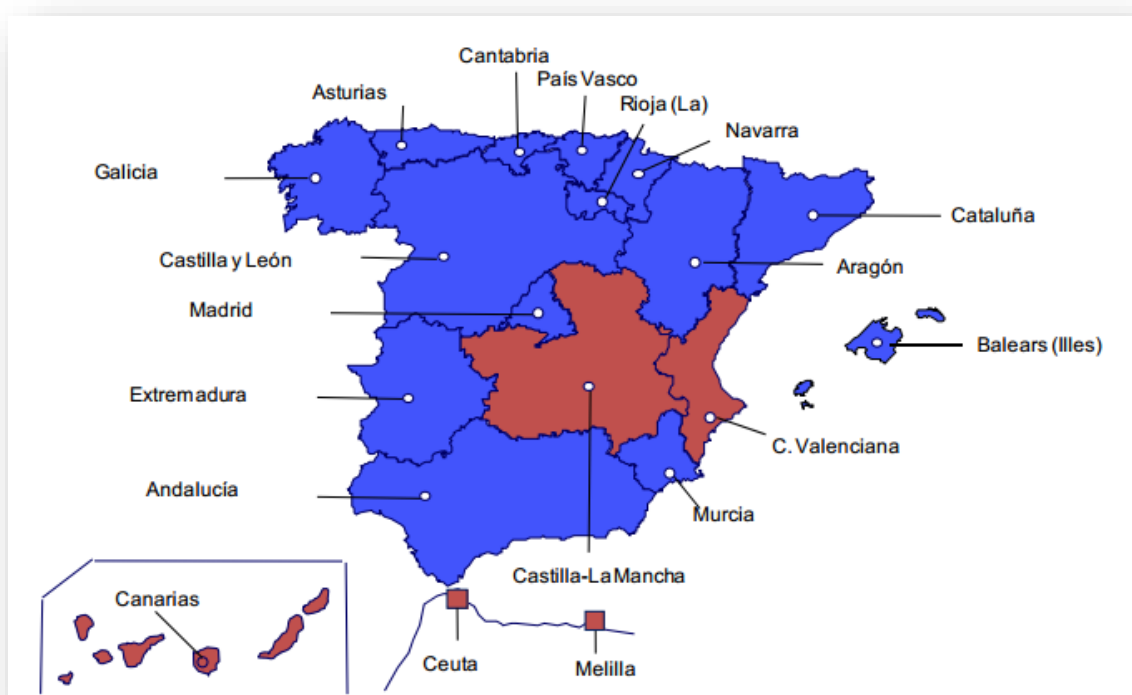 Cantabria
País Vasco
Asturias
Rioja (La)
Navarra
Galicia
Cataluña
Castilla y León
Aragón
Madrid
Balears (Illes)
Extremadura
C. Valenciana
Andalucía
Murcia
Castilla-La Mancha
Canarias
Ceuta
Melilla